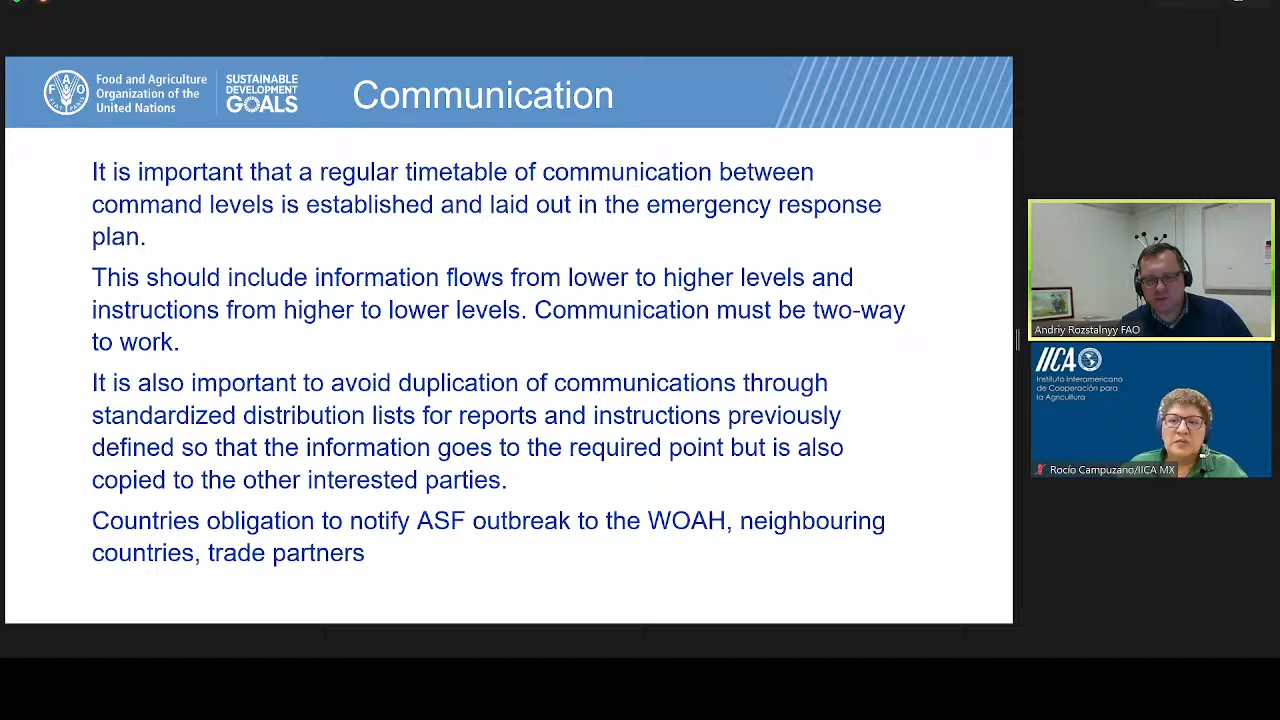 Food and Agriculture
Organization of the
United Nations
SUSTAINABLE
DEVELOPMENT
GOALS
Communication
It is important that a regular timetable of communication between
command levels is established and laid out in the emergency response
plan.
This should include information flows from lower to higher levels and
instructions from higher to lower levels. Communication must be two-way
to work.
It is also important to avoid duplication of communications through
standardized distribution lists for reports and instructions previously
defined so that the information goes to the required point but is also
copied to the other interested parties.
Countries obligation to notify ASF outbreak to the WOAH, neighbouring
countries, trade partners
Andriy Rozstalnyy FAO
IICA
Instituto Interamericano
de Cooperación para
la Agricultura
Rocío Campuzano/IICA MX